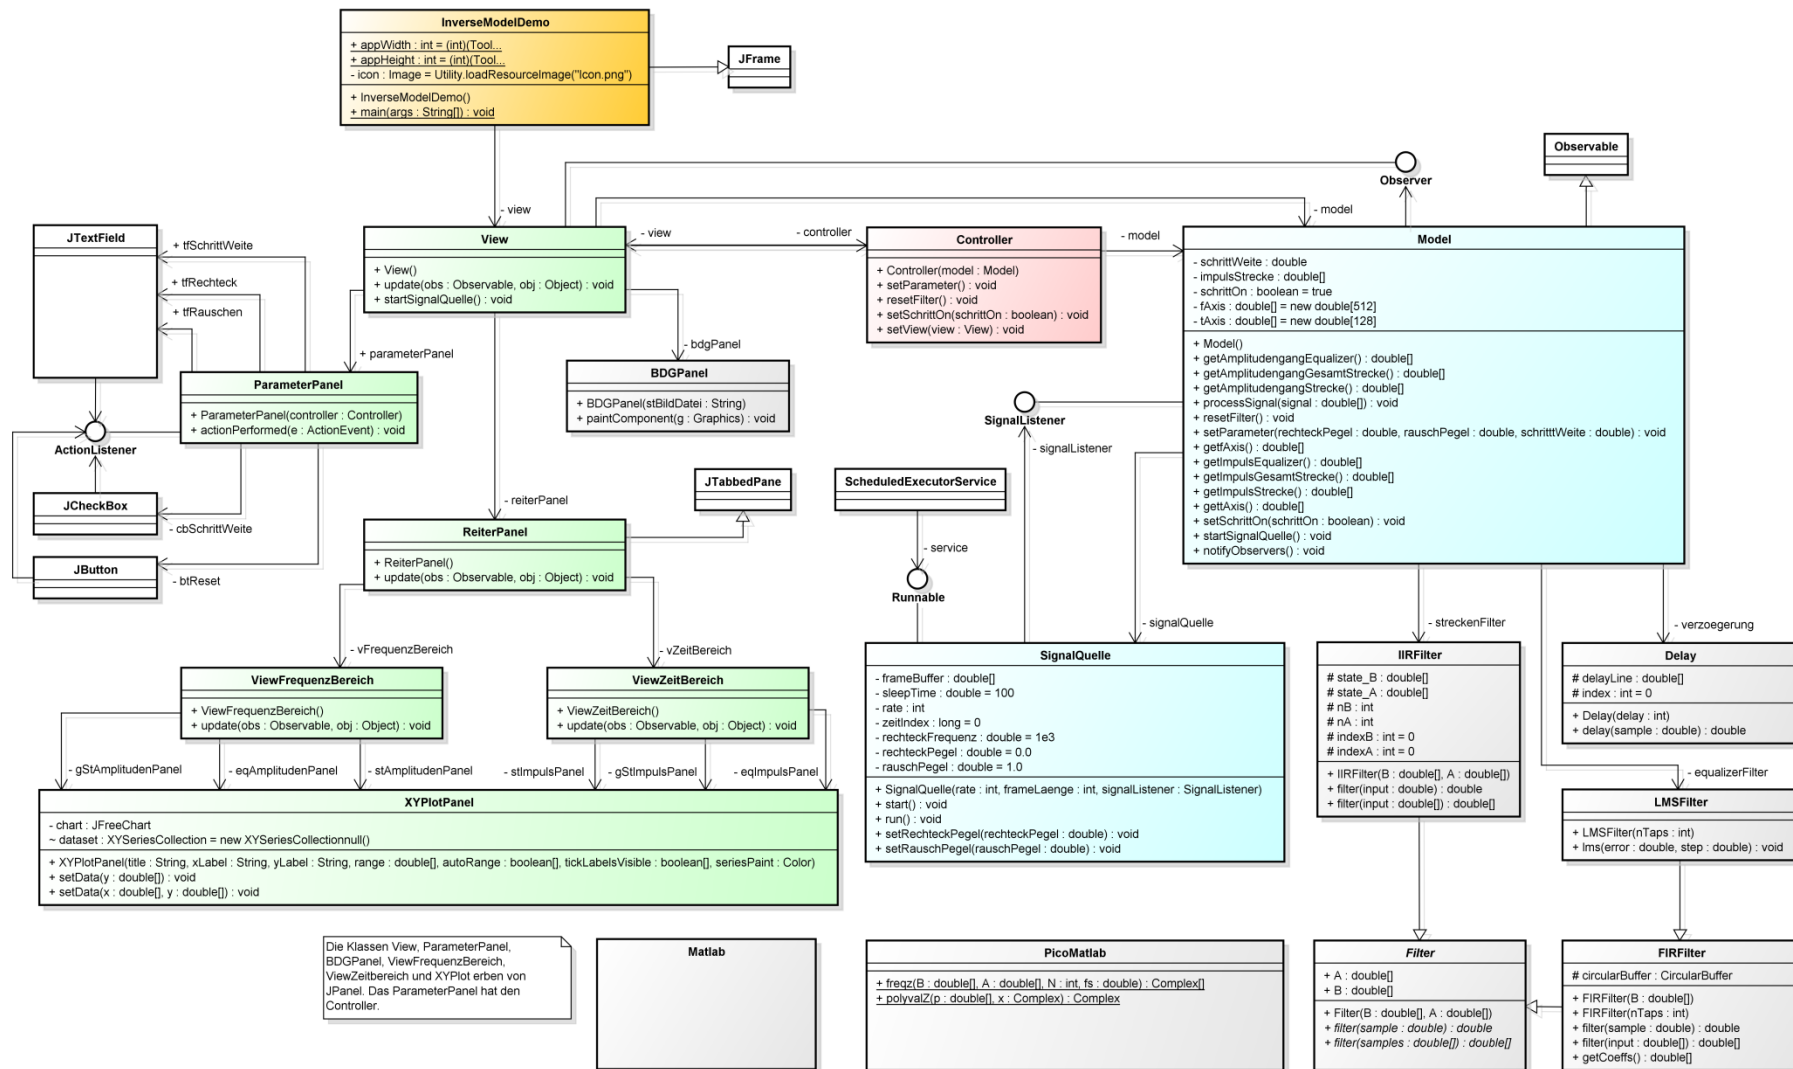 InverseModelDemo
+ appWidth : int = (int)(Tool...
+ appHeight : int = (int)(Tool...
- icon : Image = Utility.loadResourceImage("Icon.png")
+ InverseModelDemo()
+ main(args : String[]) : void
JFrame
Observable
Observer
- view
- model
JTextField
+ tfSchrittWeite
+ tfRechteck
+ tfRauschen
View
+ View()
+ update(obs : Observable, obj : Object) : void
+ startSignalQuelle() : void
- view
- controller
Controller
+ Controller(model : Model)
+ setParameter() : void
+ resetFilter() : void
+ setSchrittOn(schrittOn : boolean) : void
+ setView(view : View) : void
- model
Model
- schrittWeite : double
- impulsStrecke : double[]
- schrittOn : boolean = true
- fAxis : double[] = new double[512]
- tAxis : double[] = new double[128]
+ Model()
+ getAmplitudengangEqualizer() : double[]
+ getAmplitudengangGesamtStrecke() : double[]
+ getAmplitudengangStrecke() : double[]
+ processSignal(signal : double[]) : void
+ resetFilter() : void
+ setParameter(rechteckPegel : double, rauschPegel : double, schritttWeite : double) : void
+ getfAxis() : double[]
+ getImpulsEqualizer() : double[]
+ getImpulsGesamtStrecke() : double[]
+ getImpulsStrecke() : double[]
+ gettAxis() : double[]
+ setSchrittOn(schrittOn : boolean) : void
+ startSignalQuelle() : void
+ notifyObservers() : void
+ parameterPanel
- bdgPanel
BDGPanel
+ BDGPanel(stBildDatei : String)
+ paintComponent(g : Graphics) : void
ParameterPanel
+ ParameterPanel(controller : Controller)
+ actionPerformed(e : ActionEvent) : void
ActionListener
JCheckBox
- cbSchrittWeite
JButton
- btReset
SignalListener
- signalListener
- reiterPanel
JTabbedPane
ScheduledExecutorService
- service
Runnable
ReiterPanel
+ ReiterPanel()
+ update(obs : Observable, obj : Object) : void
- vFrequenzBereich
- vZeitBereich
ViewFrequenzBereich
+ ViewFrequenzBereich()
+ update(obs : Observable, obj : Object) : void
ViewZeitBereich
+ ViewZeitBereich()
+ update(obs : Observable, obj : Object) : void
- gStAmplitudenPanel
- eqAmplitudenPanel
- stAmplitudenPanel
- stImpulsPanel
- gStImpulsPanel
- eqImpulsPanel
XYPlotPanel
- chart : JFreeChart
~ dataset : XYSeriesCollection = new XYSeriesCollectionnull()
+ XYPlotPanel(title : String, xLabel : String, yLabel : String, range : double[], autoRange : boolean[], tickLabelsVisible : boolean[], seriesPaint : Color)
+ setData(y : double[]) : void
+ setData(x : double[], y : double[]) : void
- signalQuelle
SignalQuelle
- frameBuffer : double[]
- sleepTime : double = 100
- rate : int
- zeitIndex : long = 0
- rechteckFrequenz : double = 1e3
- rechteckPegel : double = 0.0
- rauschPegel : double = 1.0
+ SignalQuelle(rate : int, frameLaenge : int, signalListener : SignalListener)
+ start() : void
+ run() : void
+ setRechteckPegel(rechteckPegel : double) : void
+ setRauschPegel(rauschPegel : double) : void
- streckenFilter
IIRFilter
# state_B : double[]
# state_A : double[]
# nB : int
# nA : int
# indexB : int = 0
# indexA : int = 0
+ IIRFilter(B : double[], A : double[])
+ filter(input : double) : double
+ filter(input : double[]) : double[]
- verzoegerung
Delay
# delayLine : double[]
# index : int = 0
+ Delay(delay : int)
+ delay(sample : double) : double
- equalizerFilter
LMSFilter
+ LMSFilter(nTaps : int)
+ lms(error : double, step : double) : void
Die Klassen View, ParameterPanel,
BDGPanel, ViewFrequenzBereich,
ViewZeitbereich und XYPlot erben von
JPanel. Das ParameterPanel hat den
Controller.
Matlab
PicoMatlab
+ freqz(B : double[], A : double[], N : int, fs : double) : Complex[]
+ polyvalZ(p : double[], x : Complex) : Complex
Filter
+ A : double[]
+ B : double[]
+ Filter(B : double[], A : double[])
+ filter(sample : double) : double
+ filter(samples : double[]) : double[]
FIRFilter
# circularBuffer : CircularBuffer
+ FIRFilter(B : double[])
+ FIRFilter(nTaps : int)
+ filter(sample : double) : double
+ filter(input : double[]) : double[]
+ getCoeffs() : double[]